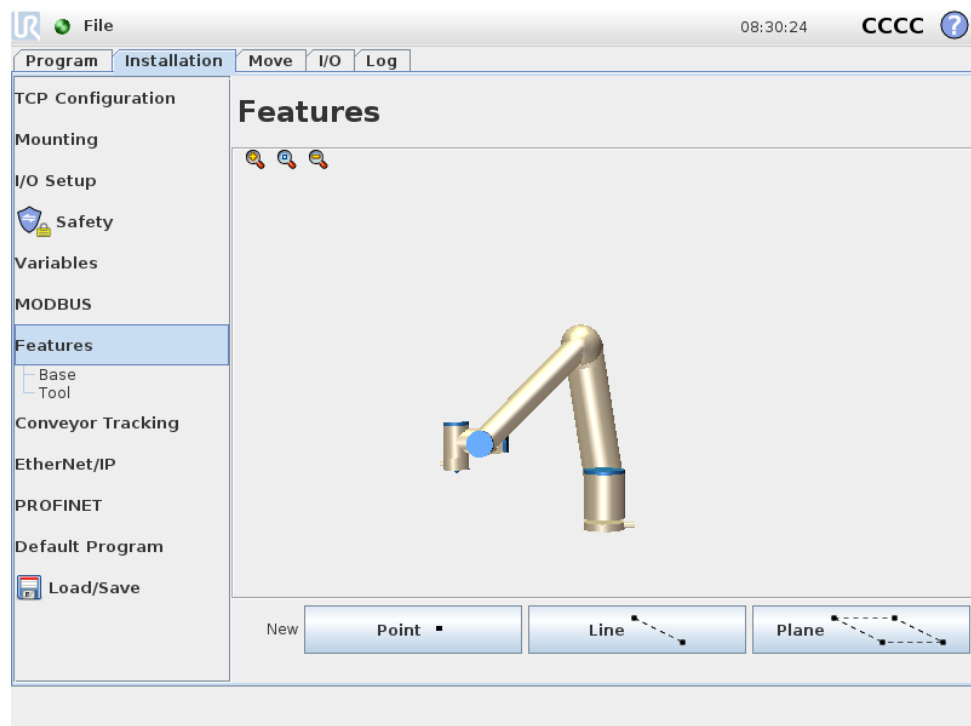 UR File 08:30:24 CCCC ?
Program Installation Move I/O Log
TCP Configuration
Features
Mounting
I/O Setup
Safety
Variables
MODBUS
Features
Base
Tool
Conveyor Tracking
EtherNet/IP
PROFINET
Default Program
Load/Save
New Point Line Plane